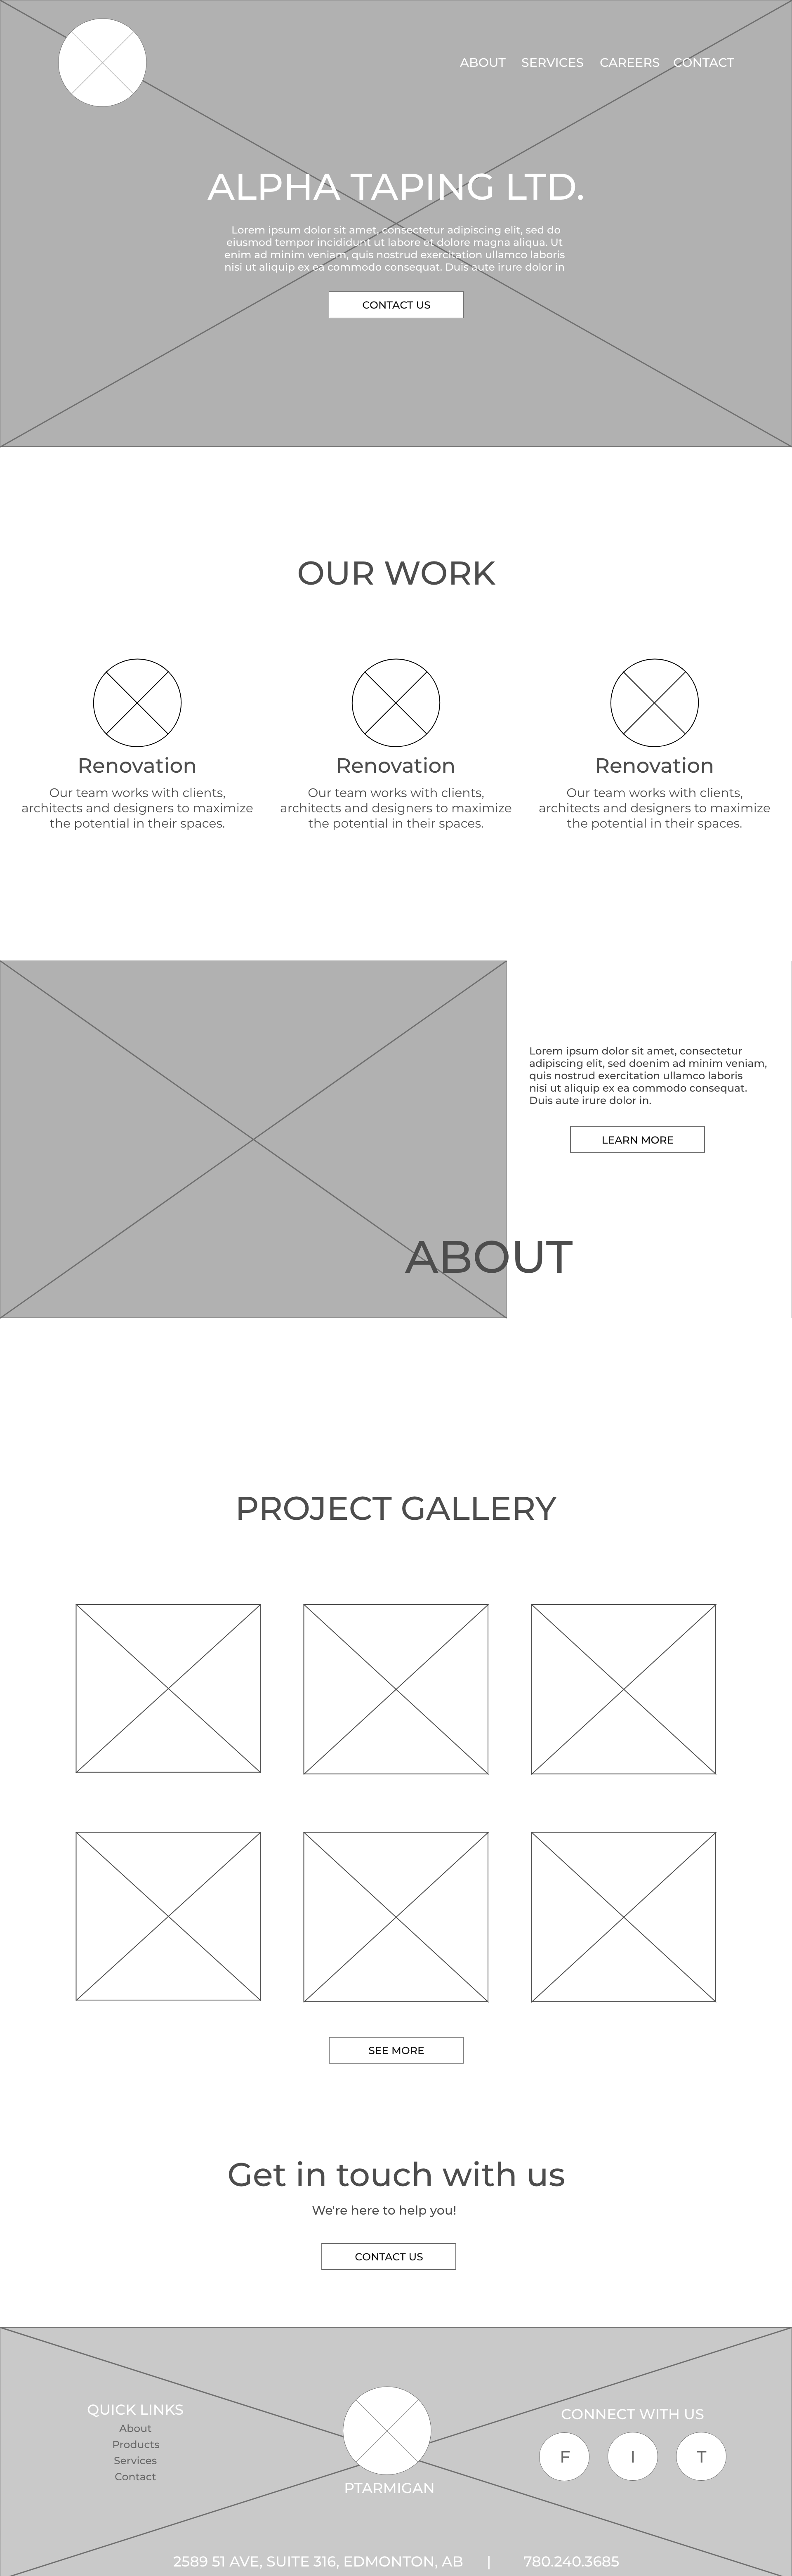 ABOUT SERVICES CAREERS CONTACT
ALPHA TAPING LTD.
Lorem ipsum dolor sit amet, consectetur adipiscing elit, sed do
eiusmod tempor incididunt ut labore et dolore magna aliqua. Ut
enim ad minim veniam, quis nostrud exercitation ullamco laboris
nisi ut aliquip ex ea commodo consequat. Duis aute irure dolor in
CONTACT US
OUR WORK
Renovation
Our team works with clients,
architects and designers to maximize
the potential in their spaces.
Renovation
Our team works with clients,
architects and designers to maximize
the potential in their spaces.
Renovation
Our team works with clients,
architects and designers to maximize
the potential in their spaces.
Lorem ipsum dolor sit amet, consectetur
adipiscing elit, sed doenim ad minim veniam,
quis nostrud exercitation ullamco laboris
nisi ut aliquip ex ea commodo consequat.
Duis aute irure dolor in.
LEARN MORE
ABOUT
PROJECT GALLERY
SEE MORE
Get in touch with us
We're here to help you!
CONTACT US
QUICK LINKS
About
Products
Services
Contact
PTARMIGAN
CONNECT WITH US
F I T
2589 51 AVE, SUITE 316, EDMONTON, AB | 780.240.3685